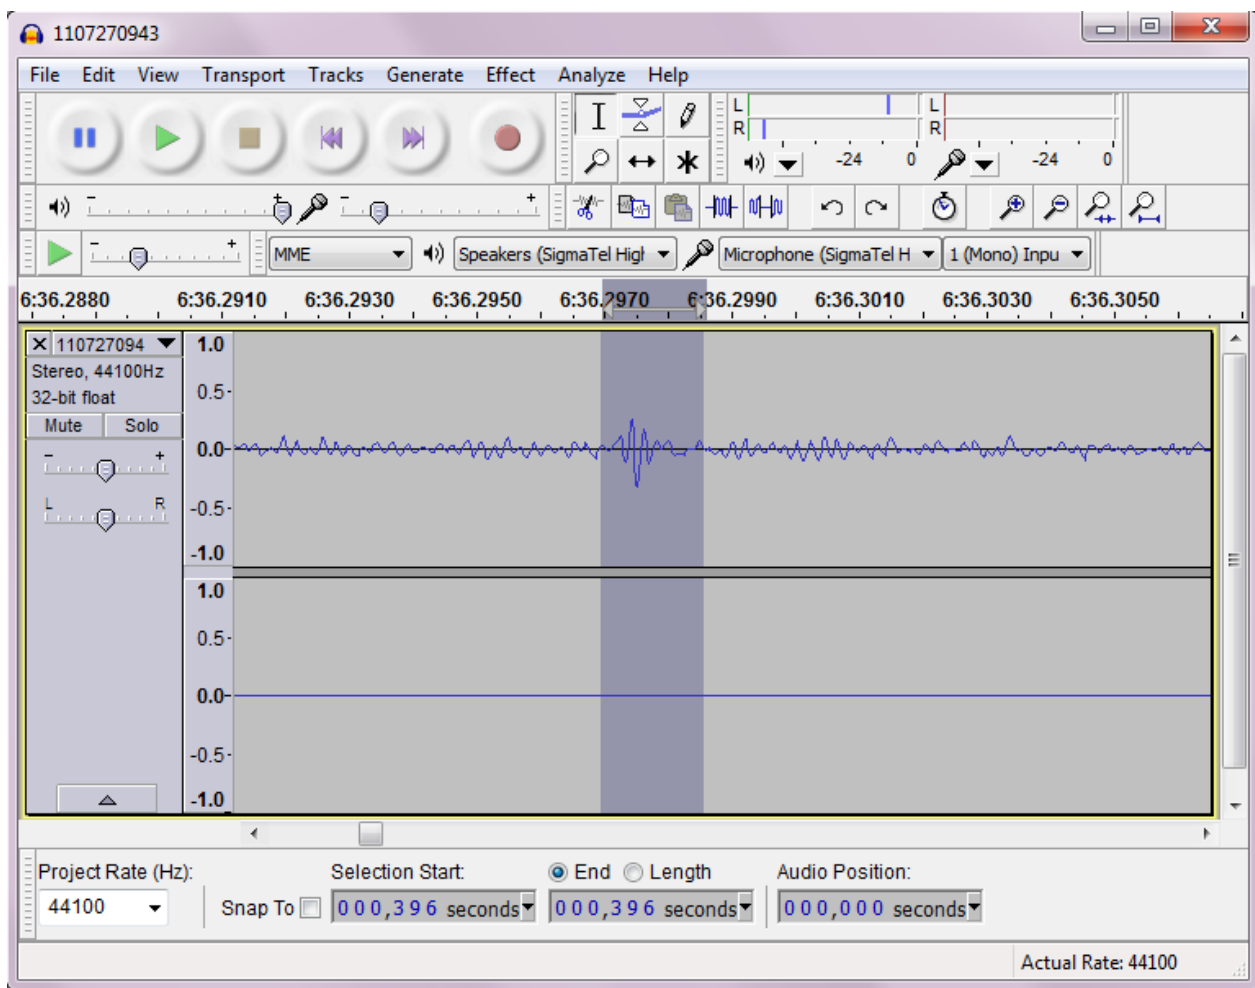 1107270943
File Edit View Transport Tracks Generate Effect Analyze Help
L L
R R
-24 0 -24 0
MME Speakers (SigmaTel High Microphone (SigmaTel H 1 (Mono) Inpu
6:36.2880 6:36.2910 6:36.2930 6:36.2950 6:36.2970 6:36.2990 6:36.3010 6:36.3030 6:36.3050
X 110727094 1.0
Stereo, 44100Hz
32-bit float 0.5-
Mute Solo
- + 0.0-
L R -0.5-
-1.0
1.0
0.5-
0.0-
-0.5-
-1.0
Project Rate (Hz): Selection Start: End Length Audio Position:
44100 Snap To 000,396 seconds 000,396 seconds 000,000 seconds
Actual Rate: 44100